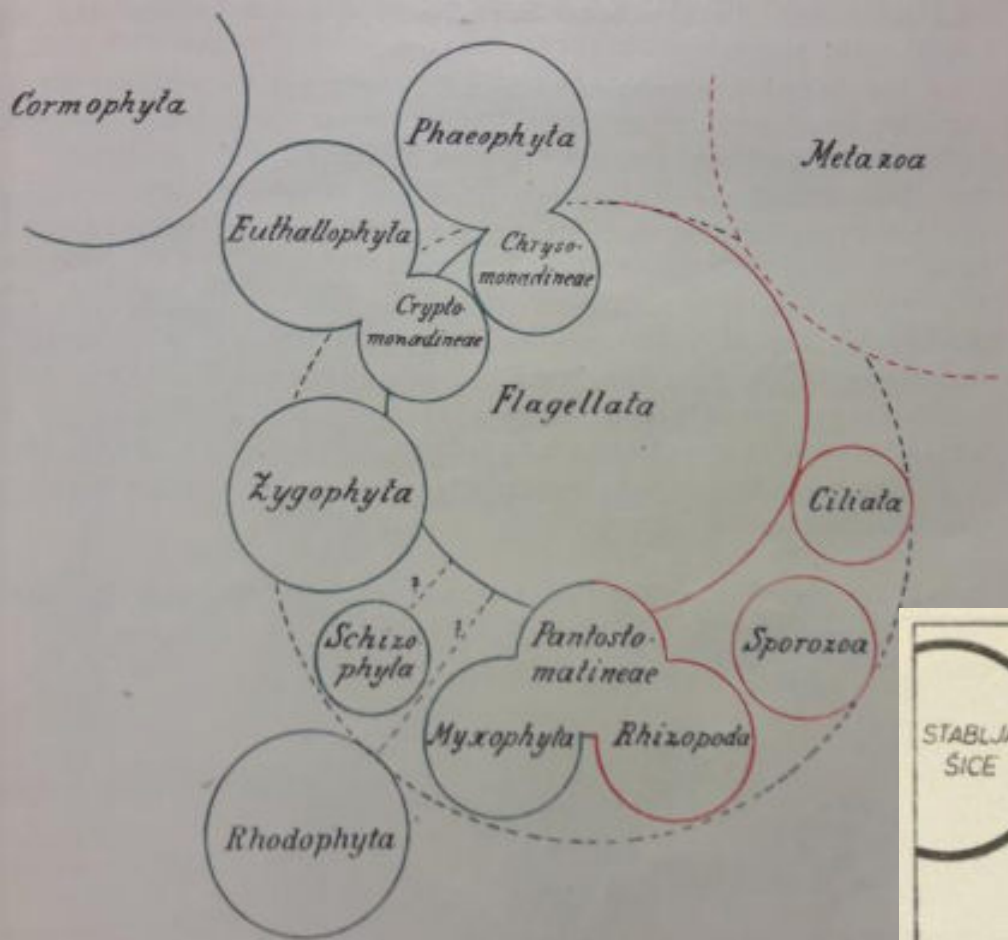 Cormophyta
Phaeophyta
Metazoa
Euthallophyta
Chryso-
monadineae
Crypto-
monadineae
Flagellata
Zygophyta
Ciliata
?
?
Schizo
phyta
Pantosto-
matineae
Sporozoa
Myxophyta
Rhizopoda
Rhodophyta
STABLJA
ŠICE